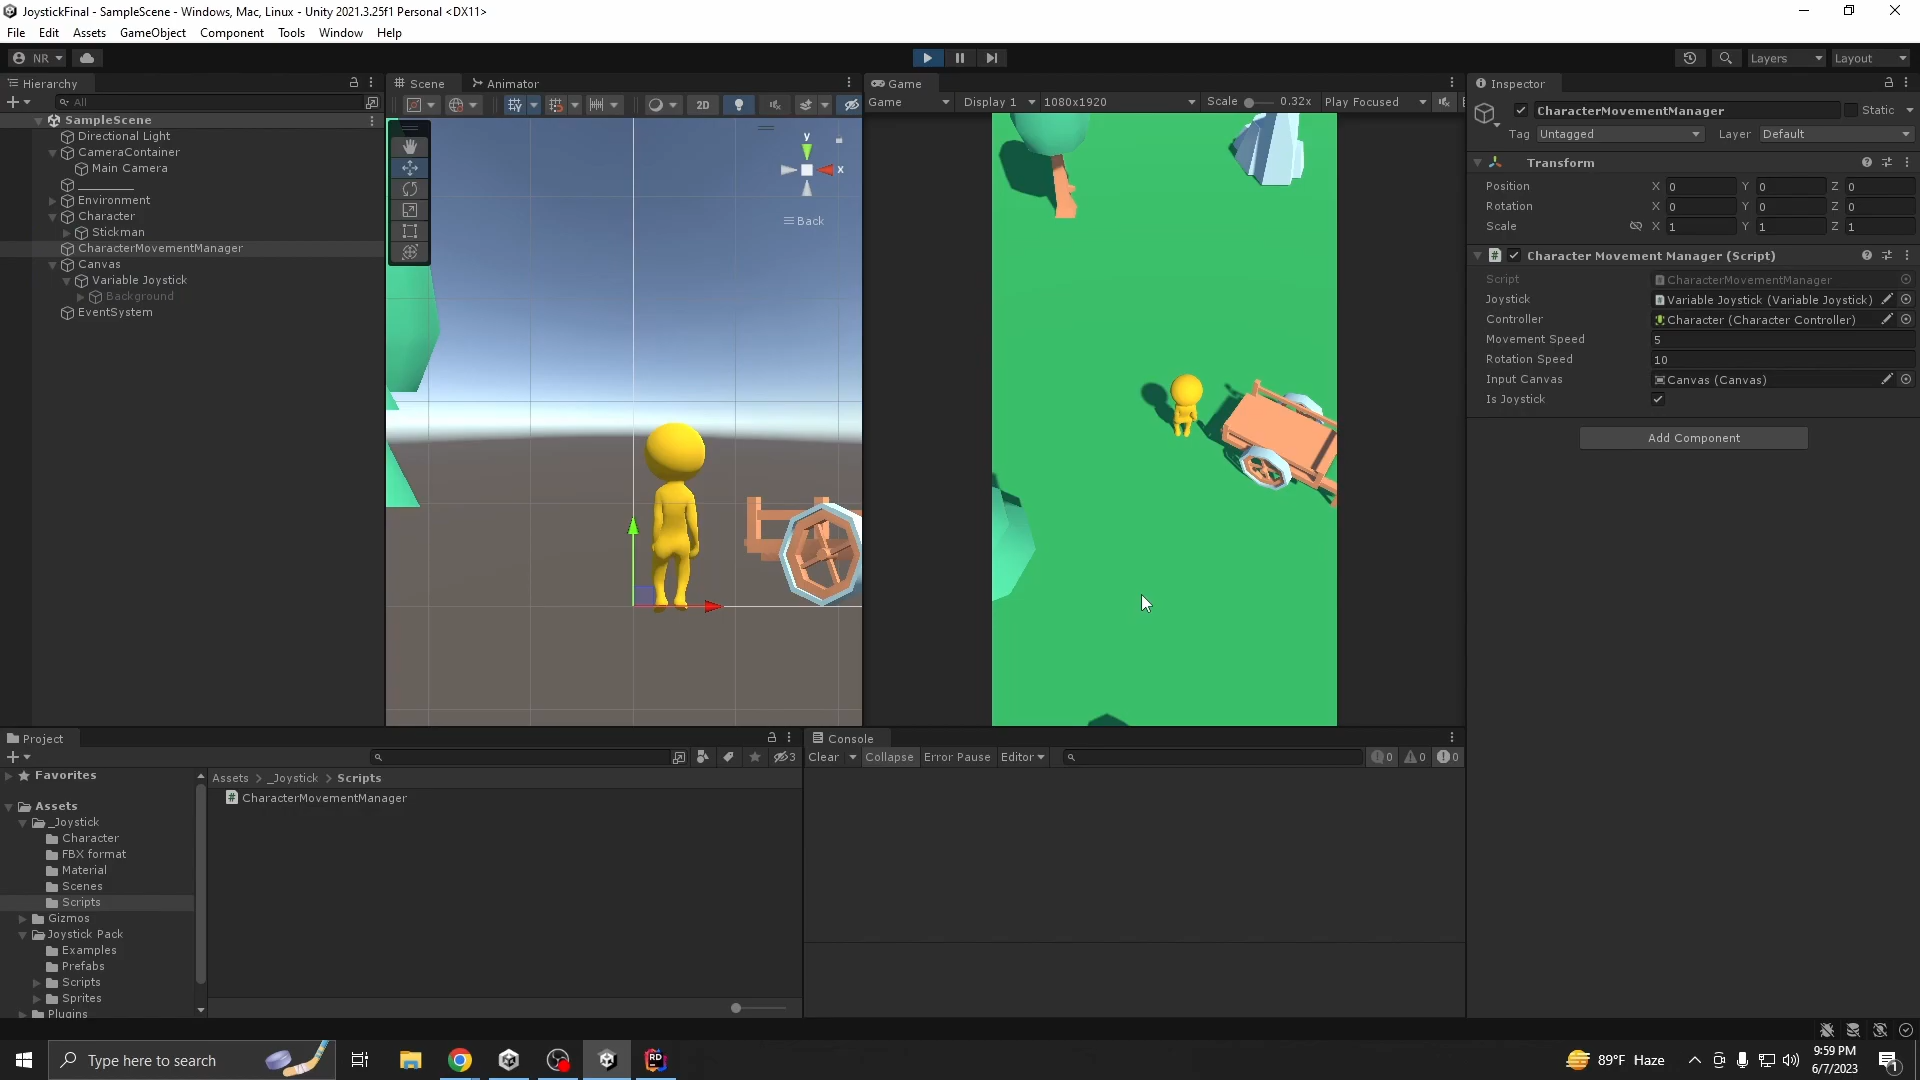 JoystickFinal - SampleScene - Windows, Mac, Linux - Unity 2021.3.25f1 Personal <DX11>
File Edit Assets GameObject Component Tools Window Help
NR Layers Layout
Hierarchy
All
SampleScene
Directional Light
CameraContainer
Main Camera
________
Environment
Character
Stickman
CharacterMovementManager
Canvas
Variable Joystick
Background
EventSystem
Scene Animator
2D
y
x
Back
Game
Game Display 1 1080x1920 Scale 0.32x Play Focused
Inspector
CharacterMovementManager Static
Tag Untagged Layer Default
Transform
Position X 0 Y 0 Z 0
Rotation X 0 Y 0 Z 0
Scale X 1 Y 1 Z 1
Character Movement Manager (Script)
Script CharacterMovementManager
Joystick Variable Joystick (Variable Joystick)
Controller Character (Character Controller)
Movement Speed 5
Rotation Speed 10
Input Canvas Canvas (Canvas)
Is Joystick
Add Component
Project
3
Favorites
Assets
_Joystick
Character
FBX format
Material
Scenes
Scripts
Gizmos
Joystick Pack
Examples
Prefabs
Scripts
Sprites
Plugins
Assets > _Joystick > Scripts
CharacterMovementManager
Console
Clear Collapse Error Pause Editor 0 0 0
Type here to search
RD
89°F Haze
9:59 PM
6/7/2023
1